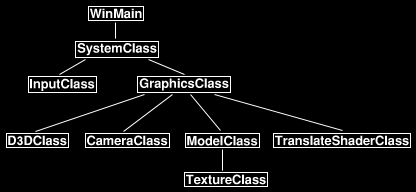 WinMain
SystemClass
InputClass
GraphicsClass
D3DClass
CameraClass
ModelClass
TranslateShaderClass
TextureClass